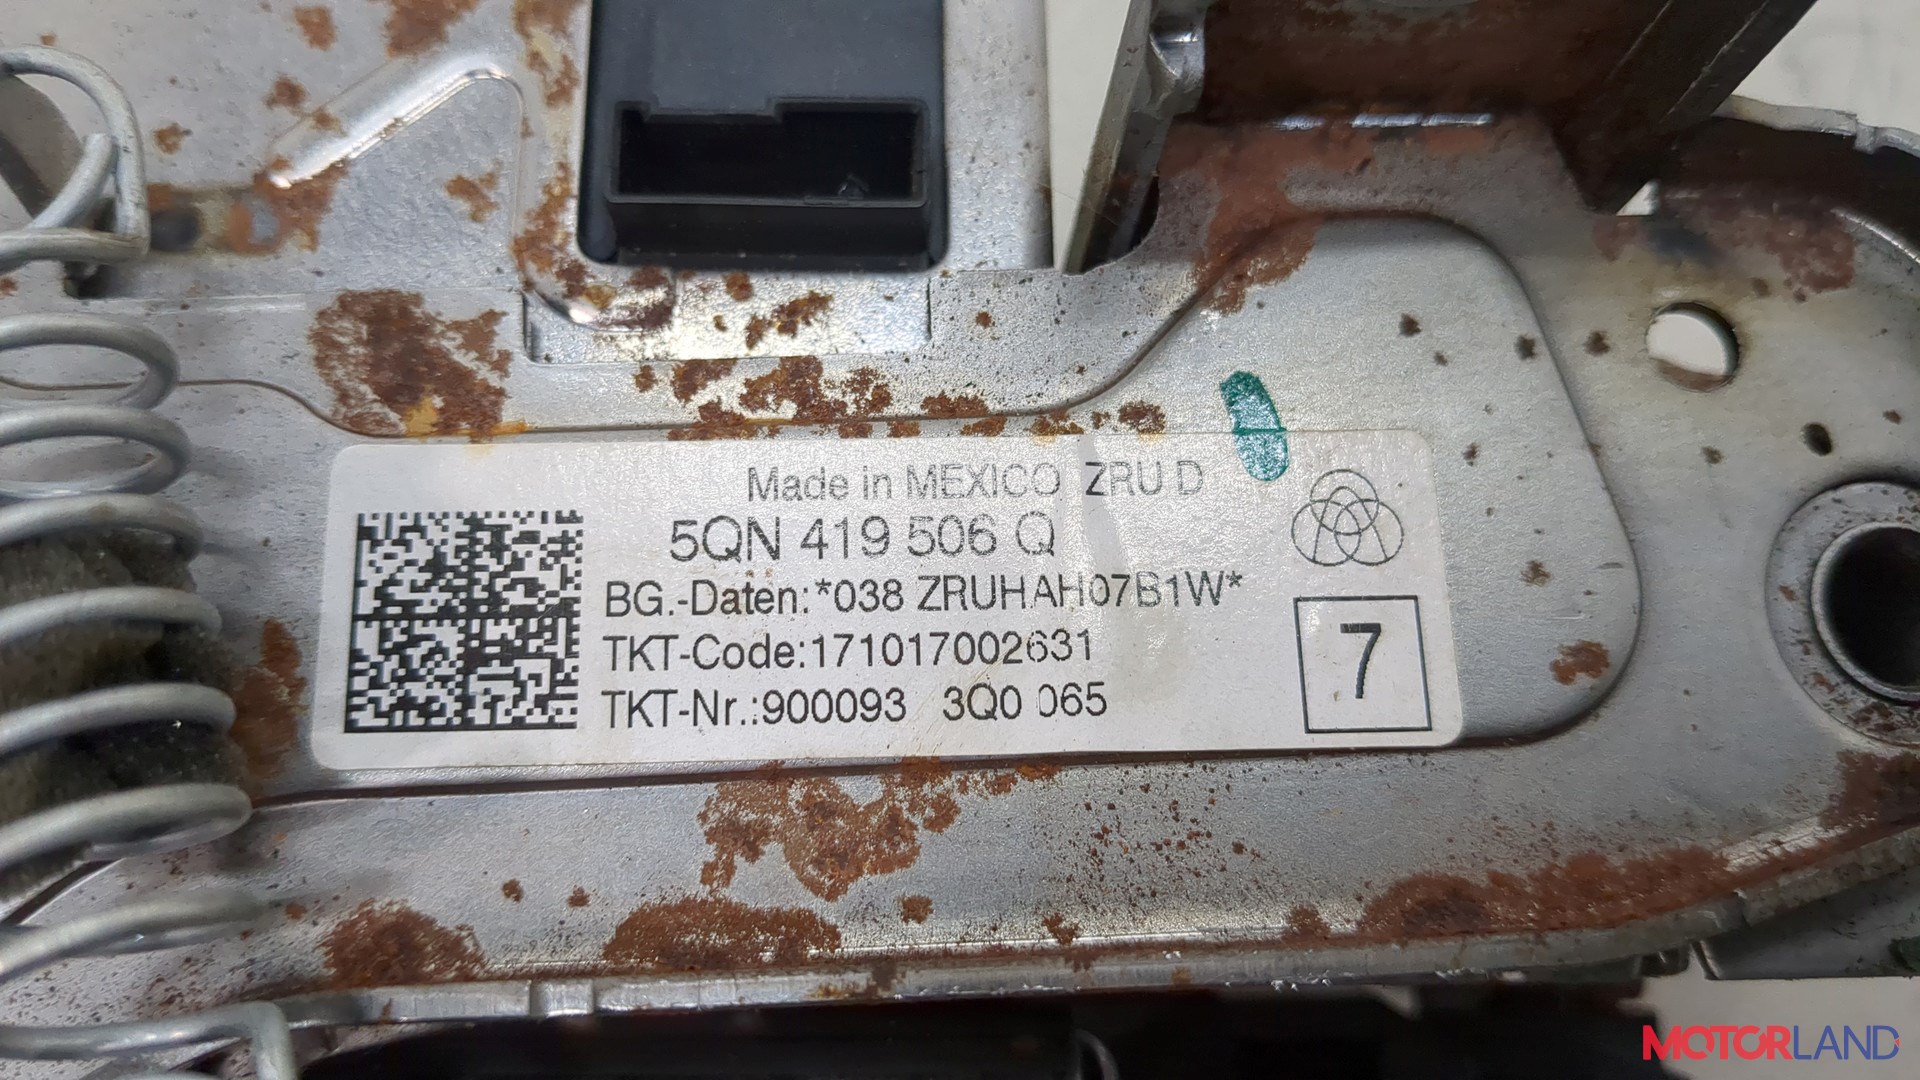 Made in MEXICO ZRU D
5QN 419 506 Q
BG.-Daten:*038 ZRUHAH07B1W*
TKT-Code:171017002631
TKT-Nr.:900093 3Q0 065
7
MOTORLAND